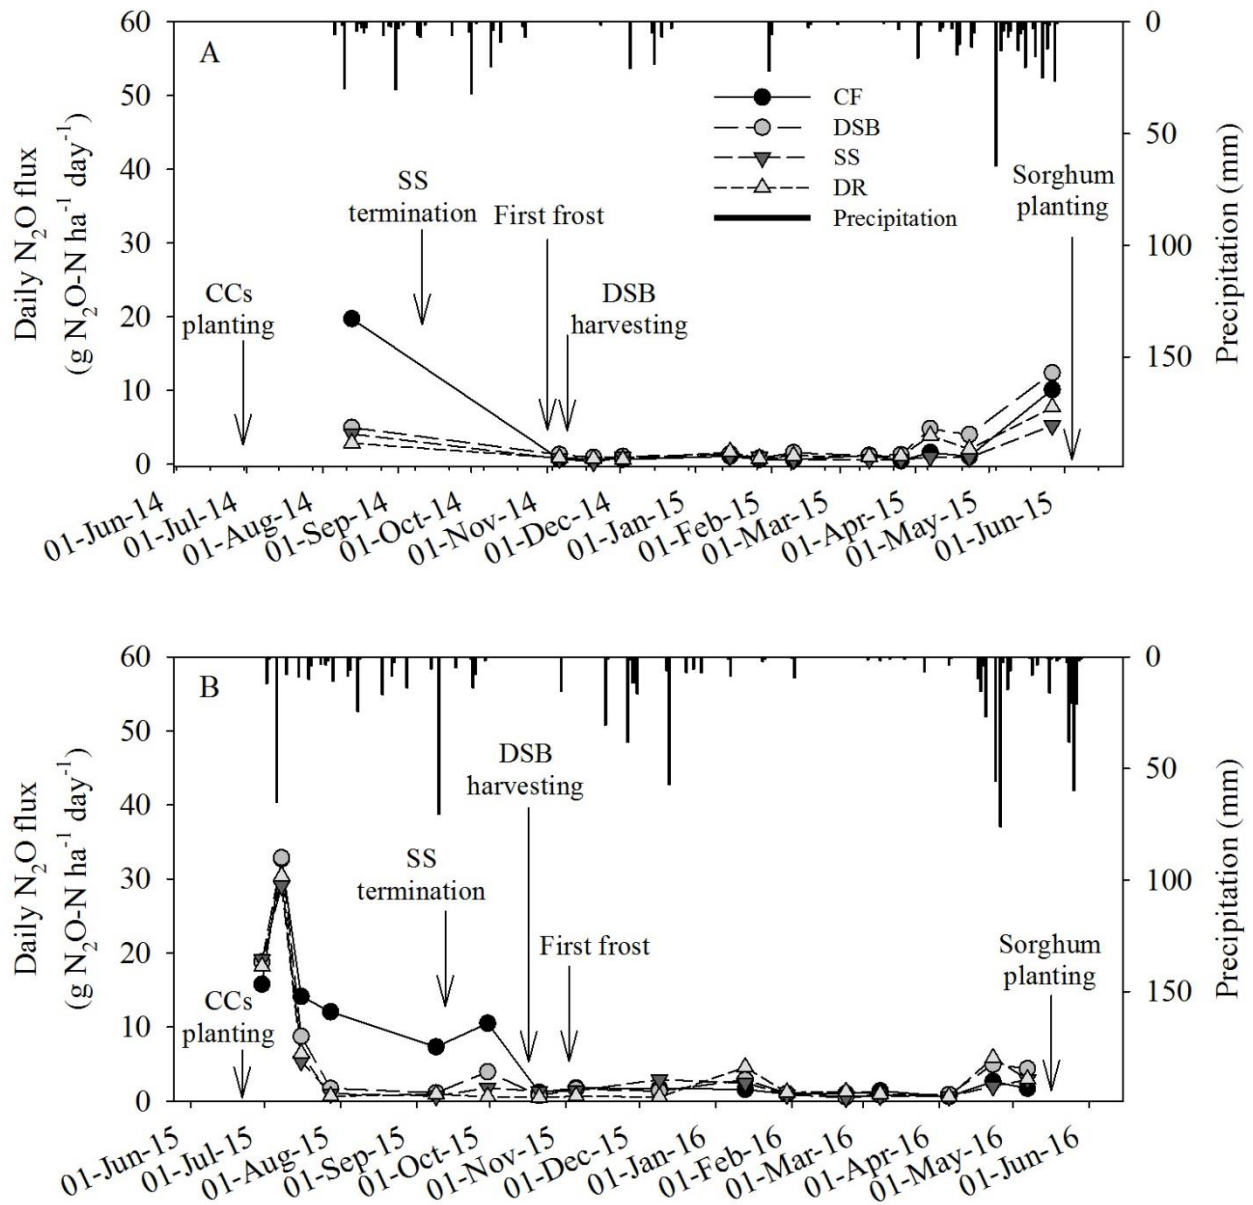 A
60
50
40
30
20
10
0
Daily N₂O flux
(g N₂O-N ha⁻¹ day⁻¹)
0
50
100
150
Precipitation (mm)
CF
DSB
SS
DR
Precipitation
CCs
planting
SS
termination
First frost
DSB
harvesting
Sorghum
planting
01-Jun-14
01-Jul-14
01-Aug-14
01-Sep-14
01-Oct-14
01-Nov-14
01-Dec-14
01-Jan-15
01-Feb-15
01-Mar-15
01-Apr-15
01-May-15
01-Jun-15
B
60
50
40
30
20
10
0
Daily N₂O flux
(g N₂O-N ha⁻¹ day⁻¹)
0
50
100
150
Precipitation (mm)
CCs
planting
SS
termination
DSB
harvesting
First frost
Sorghum
planting
01-Jun-15
01-Jul-15
01-Aug-15
01-Sep-15
01-Oct-15
01-Nov-15
01-Dec-15
01-Jan-16
01-Feb-16
01-Mar-16
01-Apr-16
01-May-16
01-Jun-16